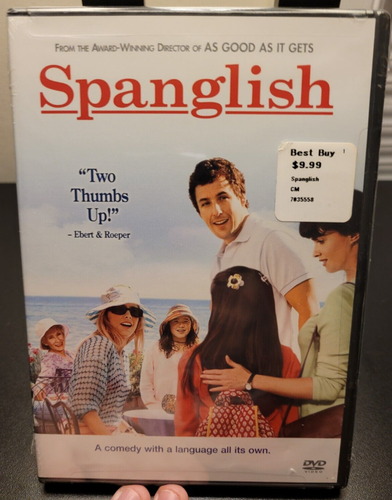 FROM THE AWARD-WINNING DIRECTOR OF AS GOOD AS IT GETS
Spanglish
Best Buy
$9.99
Spanglish
CM
7035558
"Two
Thumbs
Up!"
– Ebert & Roeper
A comedy with a language all its own.
DVD
VIDEO